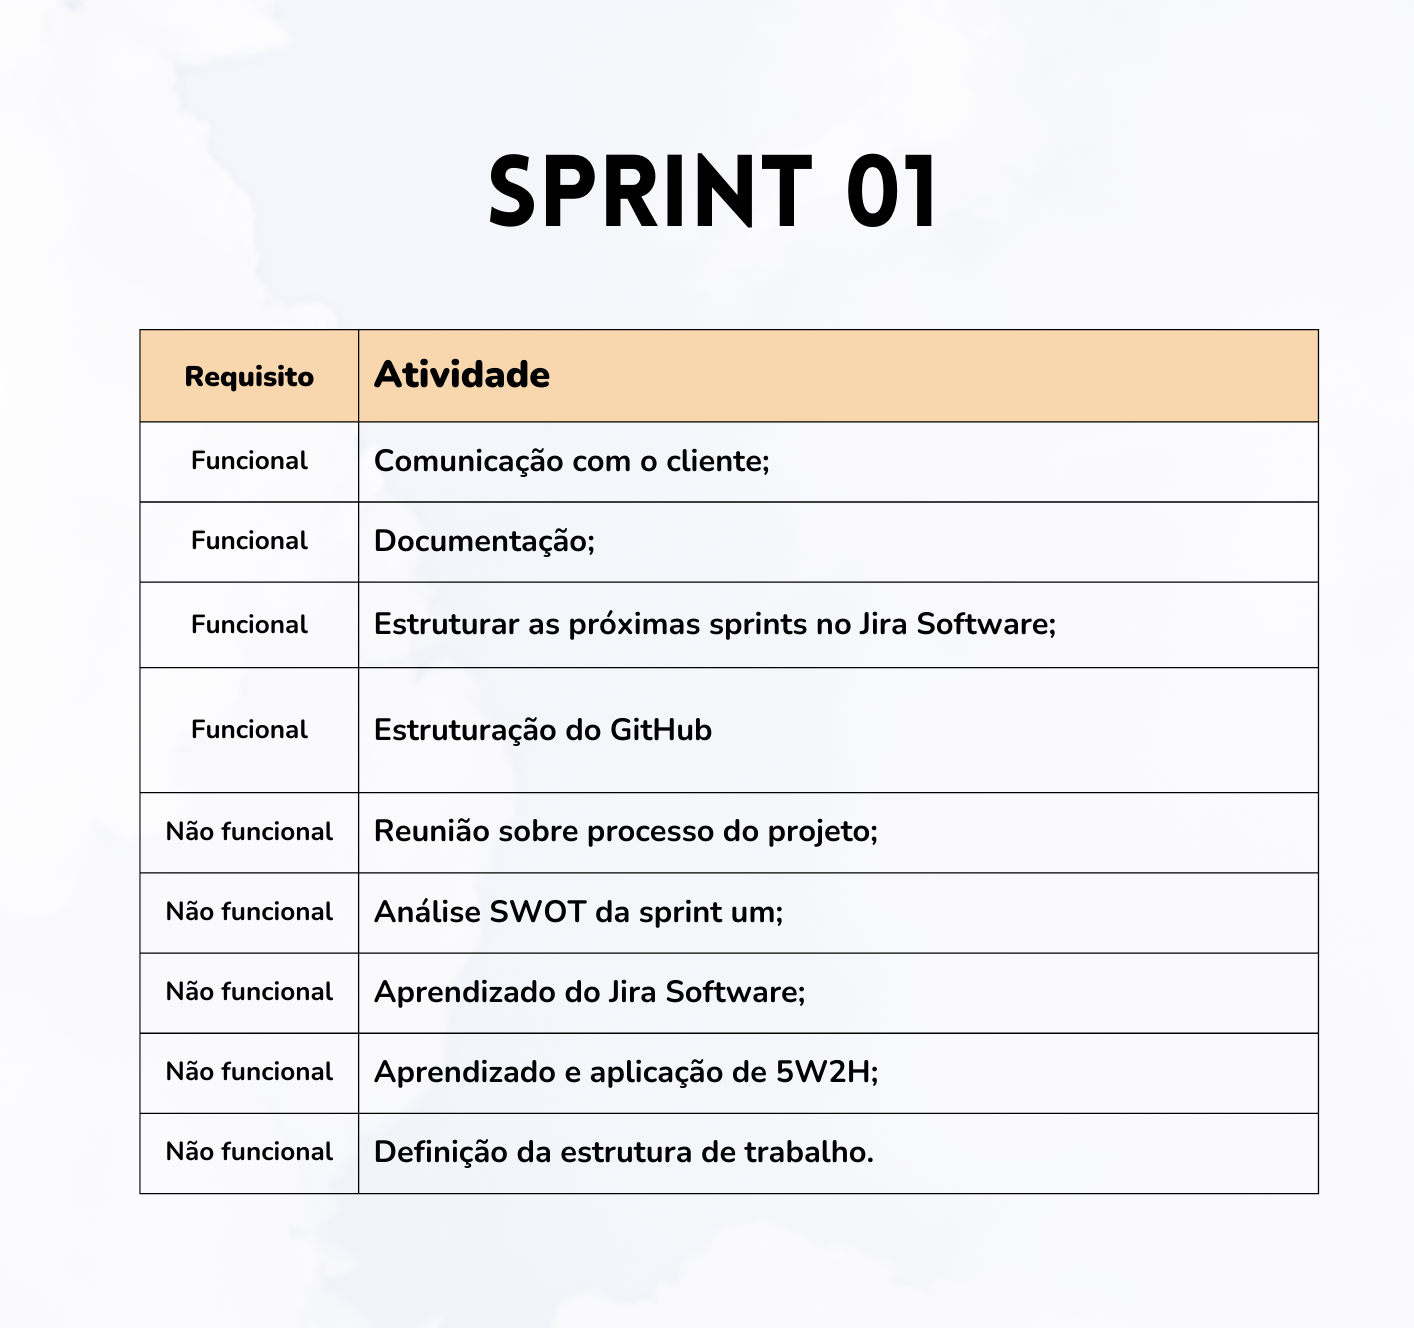 SPRINT 01
Requisito Atividade
Funcional Comunicação com o cliente;
Funcional Documentação;
Funcional Estruturar as próximas sprints no Jira Software;
Funcional Estruturação do GitHub
Não funcional Reunião sobre processo do projeto;
Não funcional Análise SWOT da sprint um;
Não funcional Aprendizado do Jira Software;
Não funcional Aprendizado e aplicação de 5W2H;
Não funcional Definição da estrutura de trabalho.